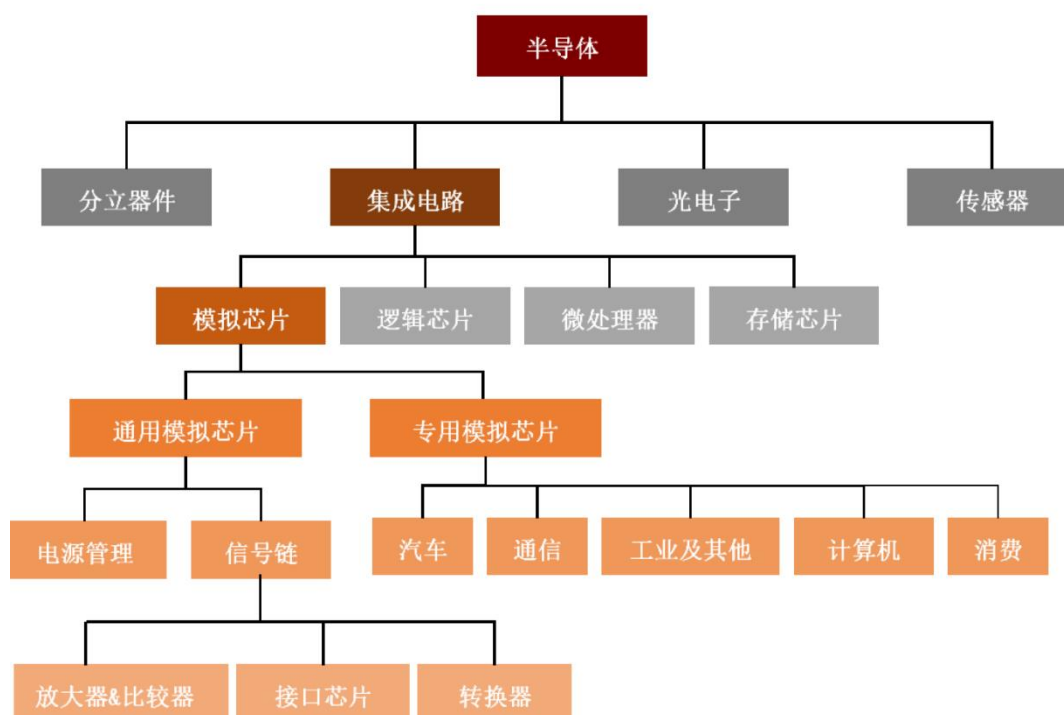 半导体
分立器件
集成电路
光电子
传感器
模拟芯片
逻辑芯片
微处理器
存储芯片
通用模拟芯片
专用模拟芯片
电源管理
信号链
汽车
通信
工业及其他
计算机
消费
放大器&比较器
接口芯片
转换器